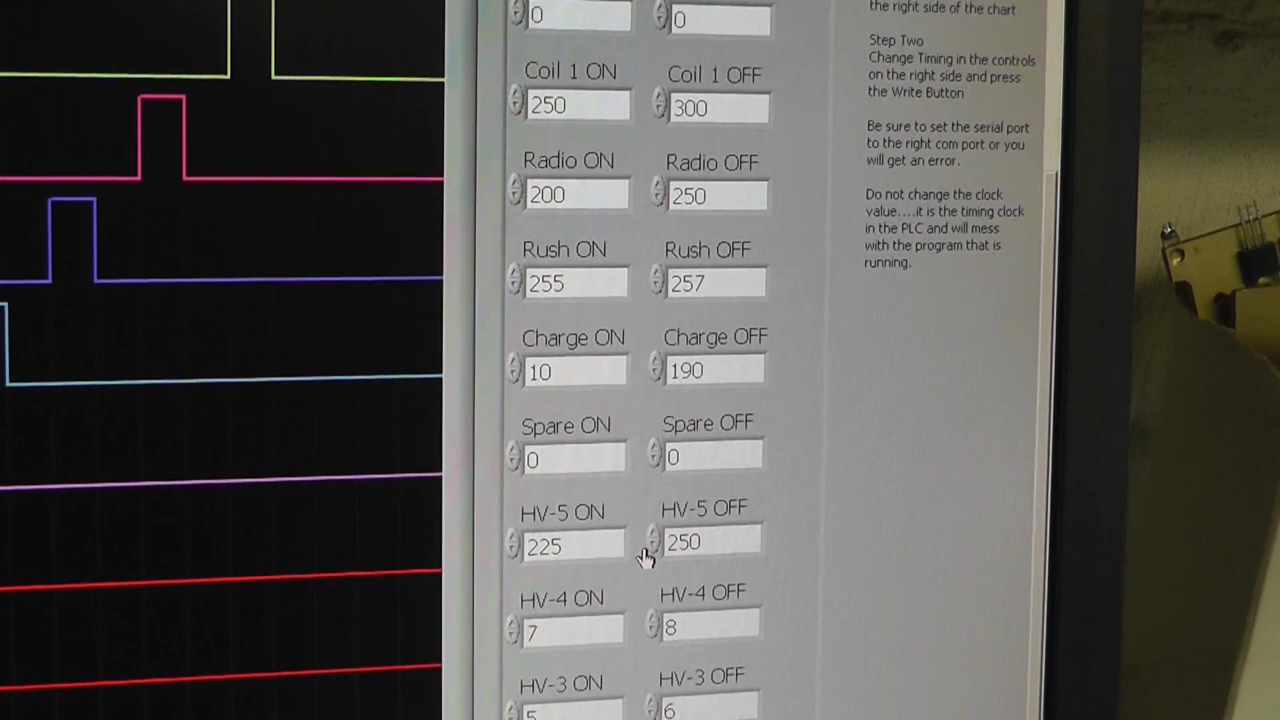 0 0
Coil 1 ON Coil 1 OFF
250 300
Radio ON Radio OFF
200 250
Rush ON Rush OFF
255 257
Charge ON Charge OFF
10 190
Spare ON Spare OFF
0 0
HV-5 ON HV-5 OFF
225 250
HV-4 ON HV-4 OFF
7 8
HV-3 ON HV-3 OFF
5 6
the right side of the chart
Step Two
Change Timing in the controls
on the right side and press
the Write Button
Be sure to set the serial port
to the right com port or you
will get an error.
Do not change the clock
value....it is the timing clock
in the PLC and will mess
with the program that is
running.